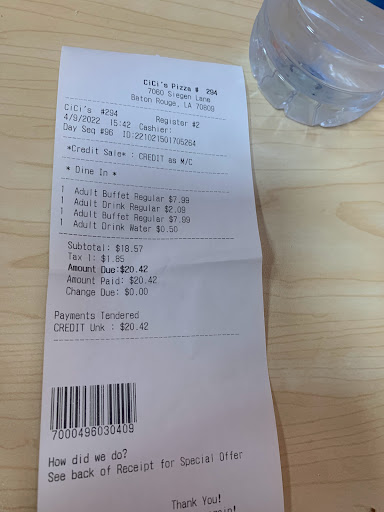 CiCi's Pizza # 294
7060 Siegen Lane
Baton Rouge, LA 70809
CiCi's #294 Register #2
4/9/2022 15:42 Cashier:
Day Seq #96 ID:221021501705264
*Credit Sale* : CREDIT as M/C
* Dine In *
1 Adult Buffet Regular $7.99
1 Adult Drink Regular $2.09
1 Adult Buffet Regular $7.99
1 Adult Drink Water $0.50
Subtotal: $18.57
Tax 1: $1.85
Amount Due:$20.42
Amount Paid: $20.42
Change Due: $0.00
Payments Tendered
CREDIT Unk : $20.42
7000496030409
How did we do?
See back of Receipt for Special Offer
Thank You!